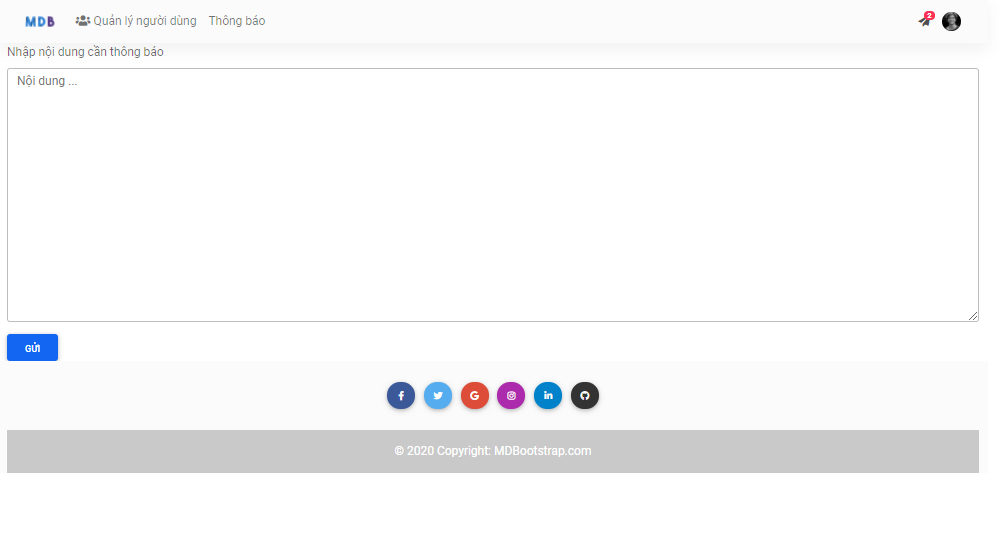 MDB Quản lý người dùng Thông báo 2
Nhập nội dung cần thông báo
Nội dung ...
GỬI
© 2020 Copyright: MDBootstrap.com